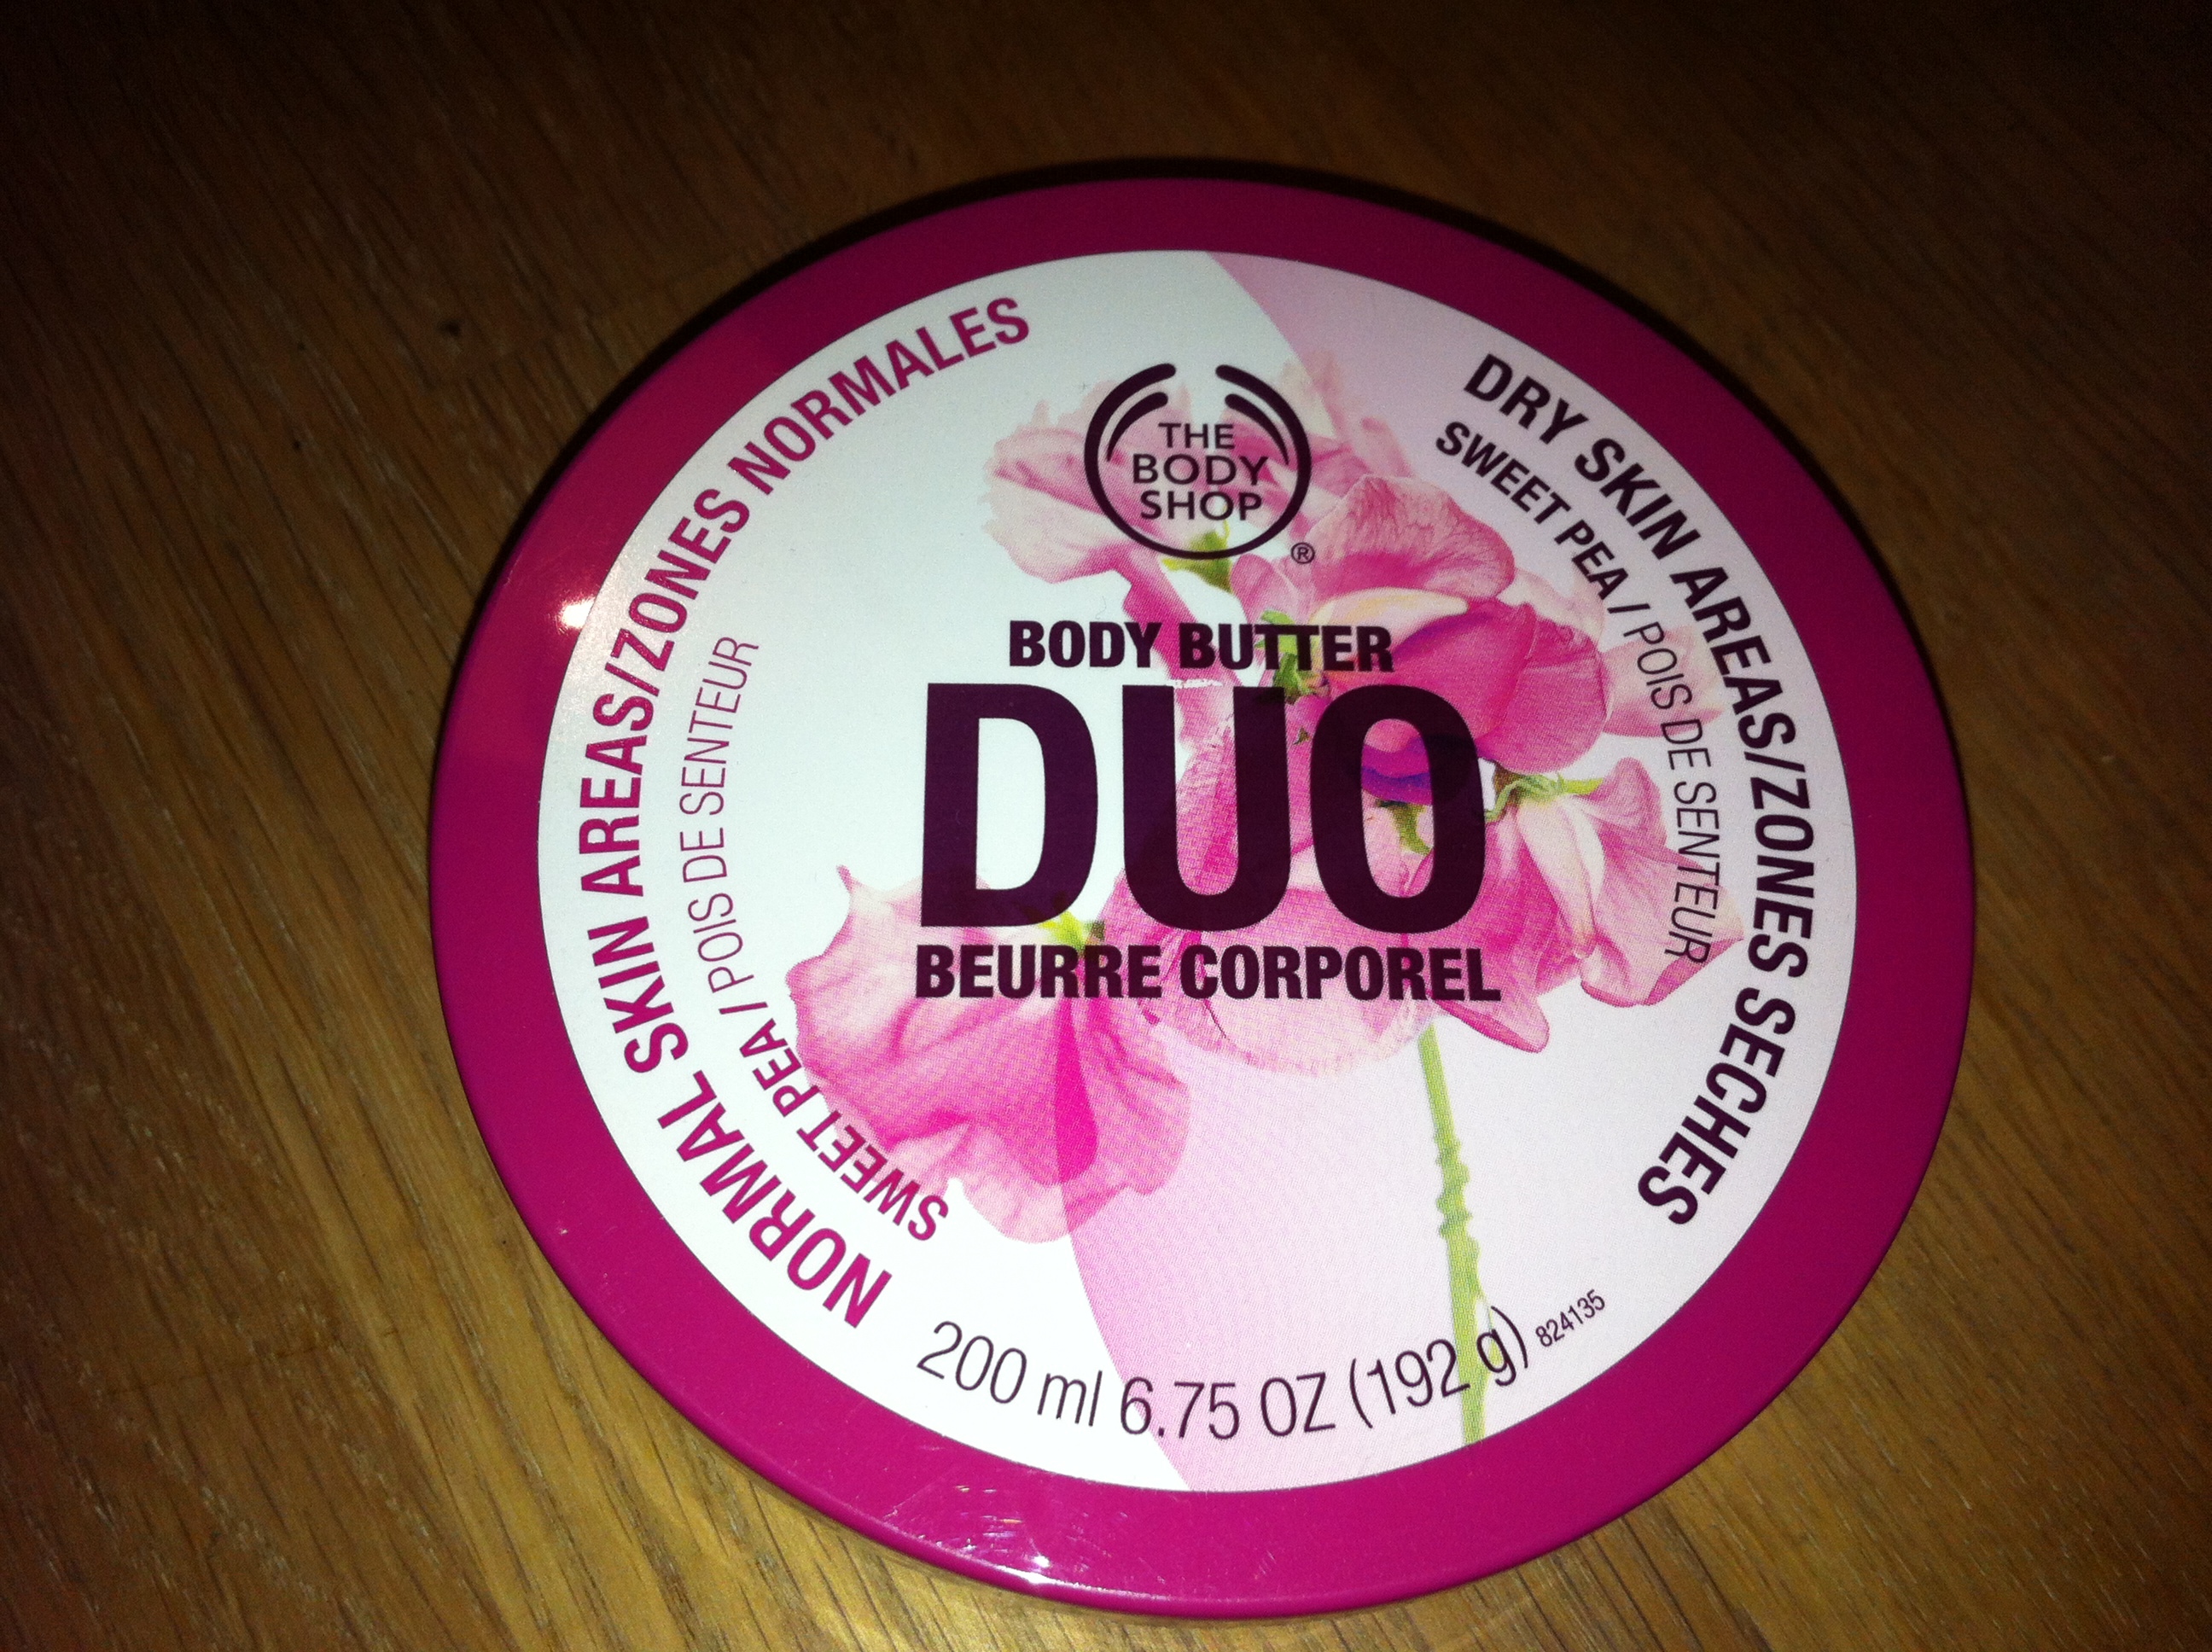 THE
BODY
SHOP
®
BODY BUTTER
DUO
BEURRE CORPOREL
NORMAL SKIN AREAS/ZONES NORMALES
SWEET PEA / POIS DE SENTEUR
DRY SKIN AREAS/ZONES SECHES
SWEET PEA / POIS DE SENTEUR
200 ml 6.75 OZ (192 g) 824135